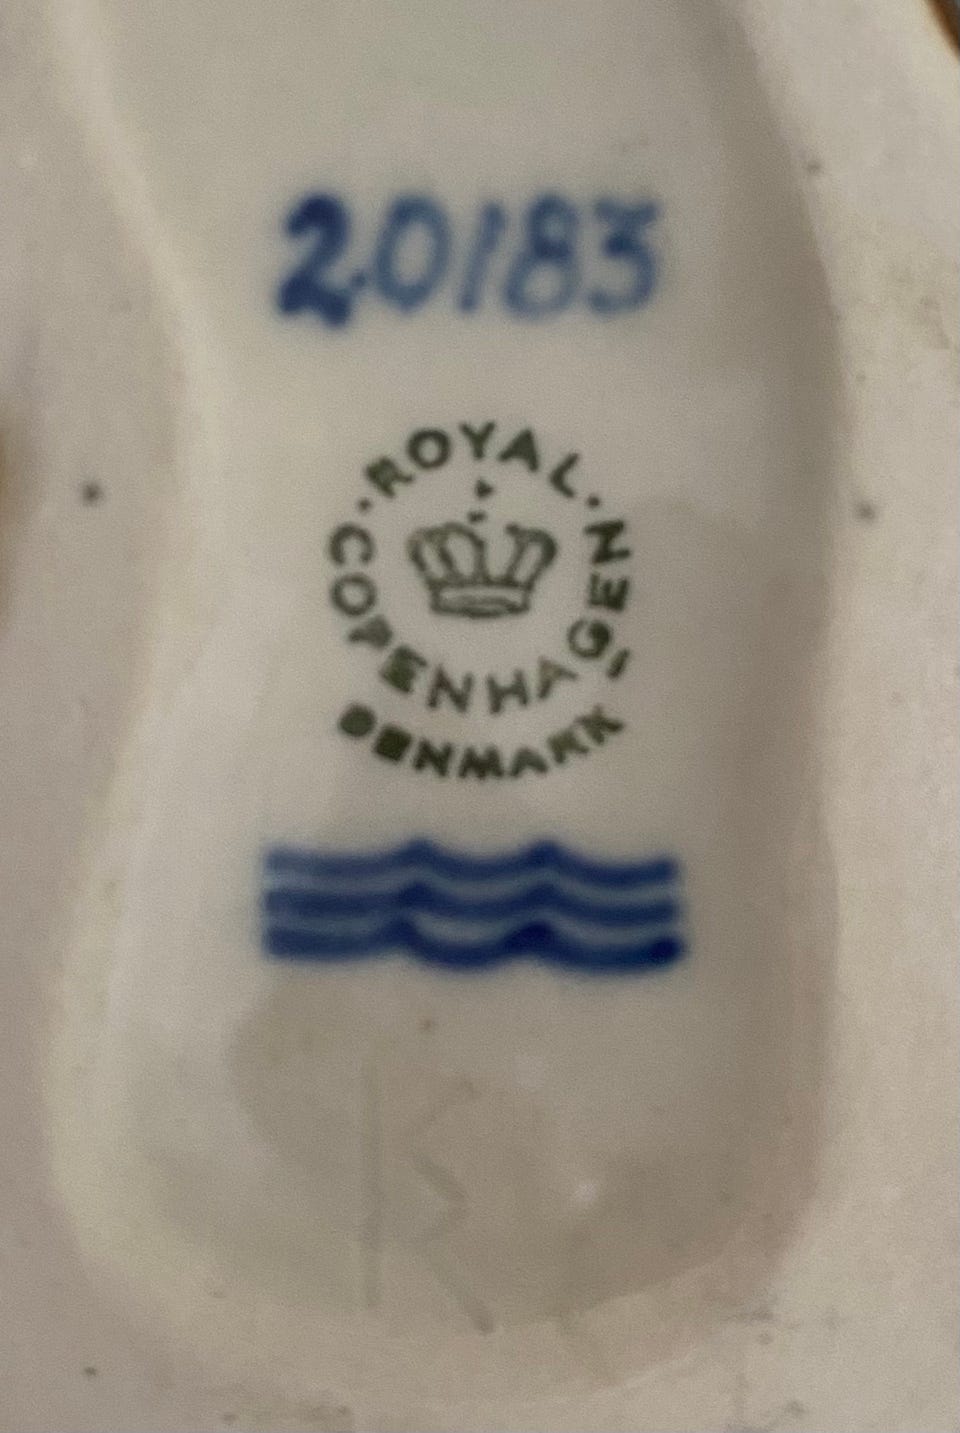 20183
ROYAL
COPENHAGEN
DENMARK
K